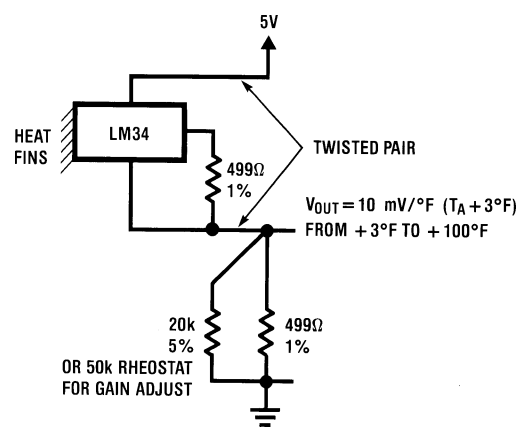 5V
HEAT
FINS
LM34
TWISTED PAIR
499Ω
1%
VOUT = 10 mV/°F (TA + 3°F)
FROM + 3°F TO + 100°F
20k
5%
499Ω
1%
OR 50k RHEOSTAT
FOR GAIN ADJUST